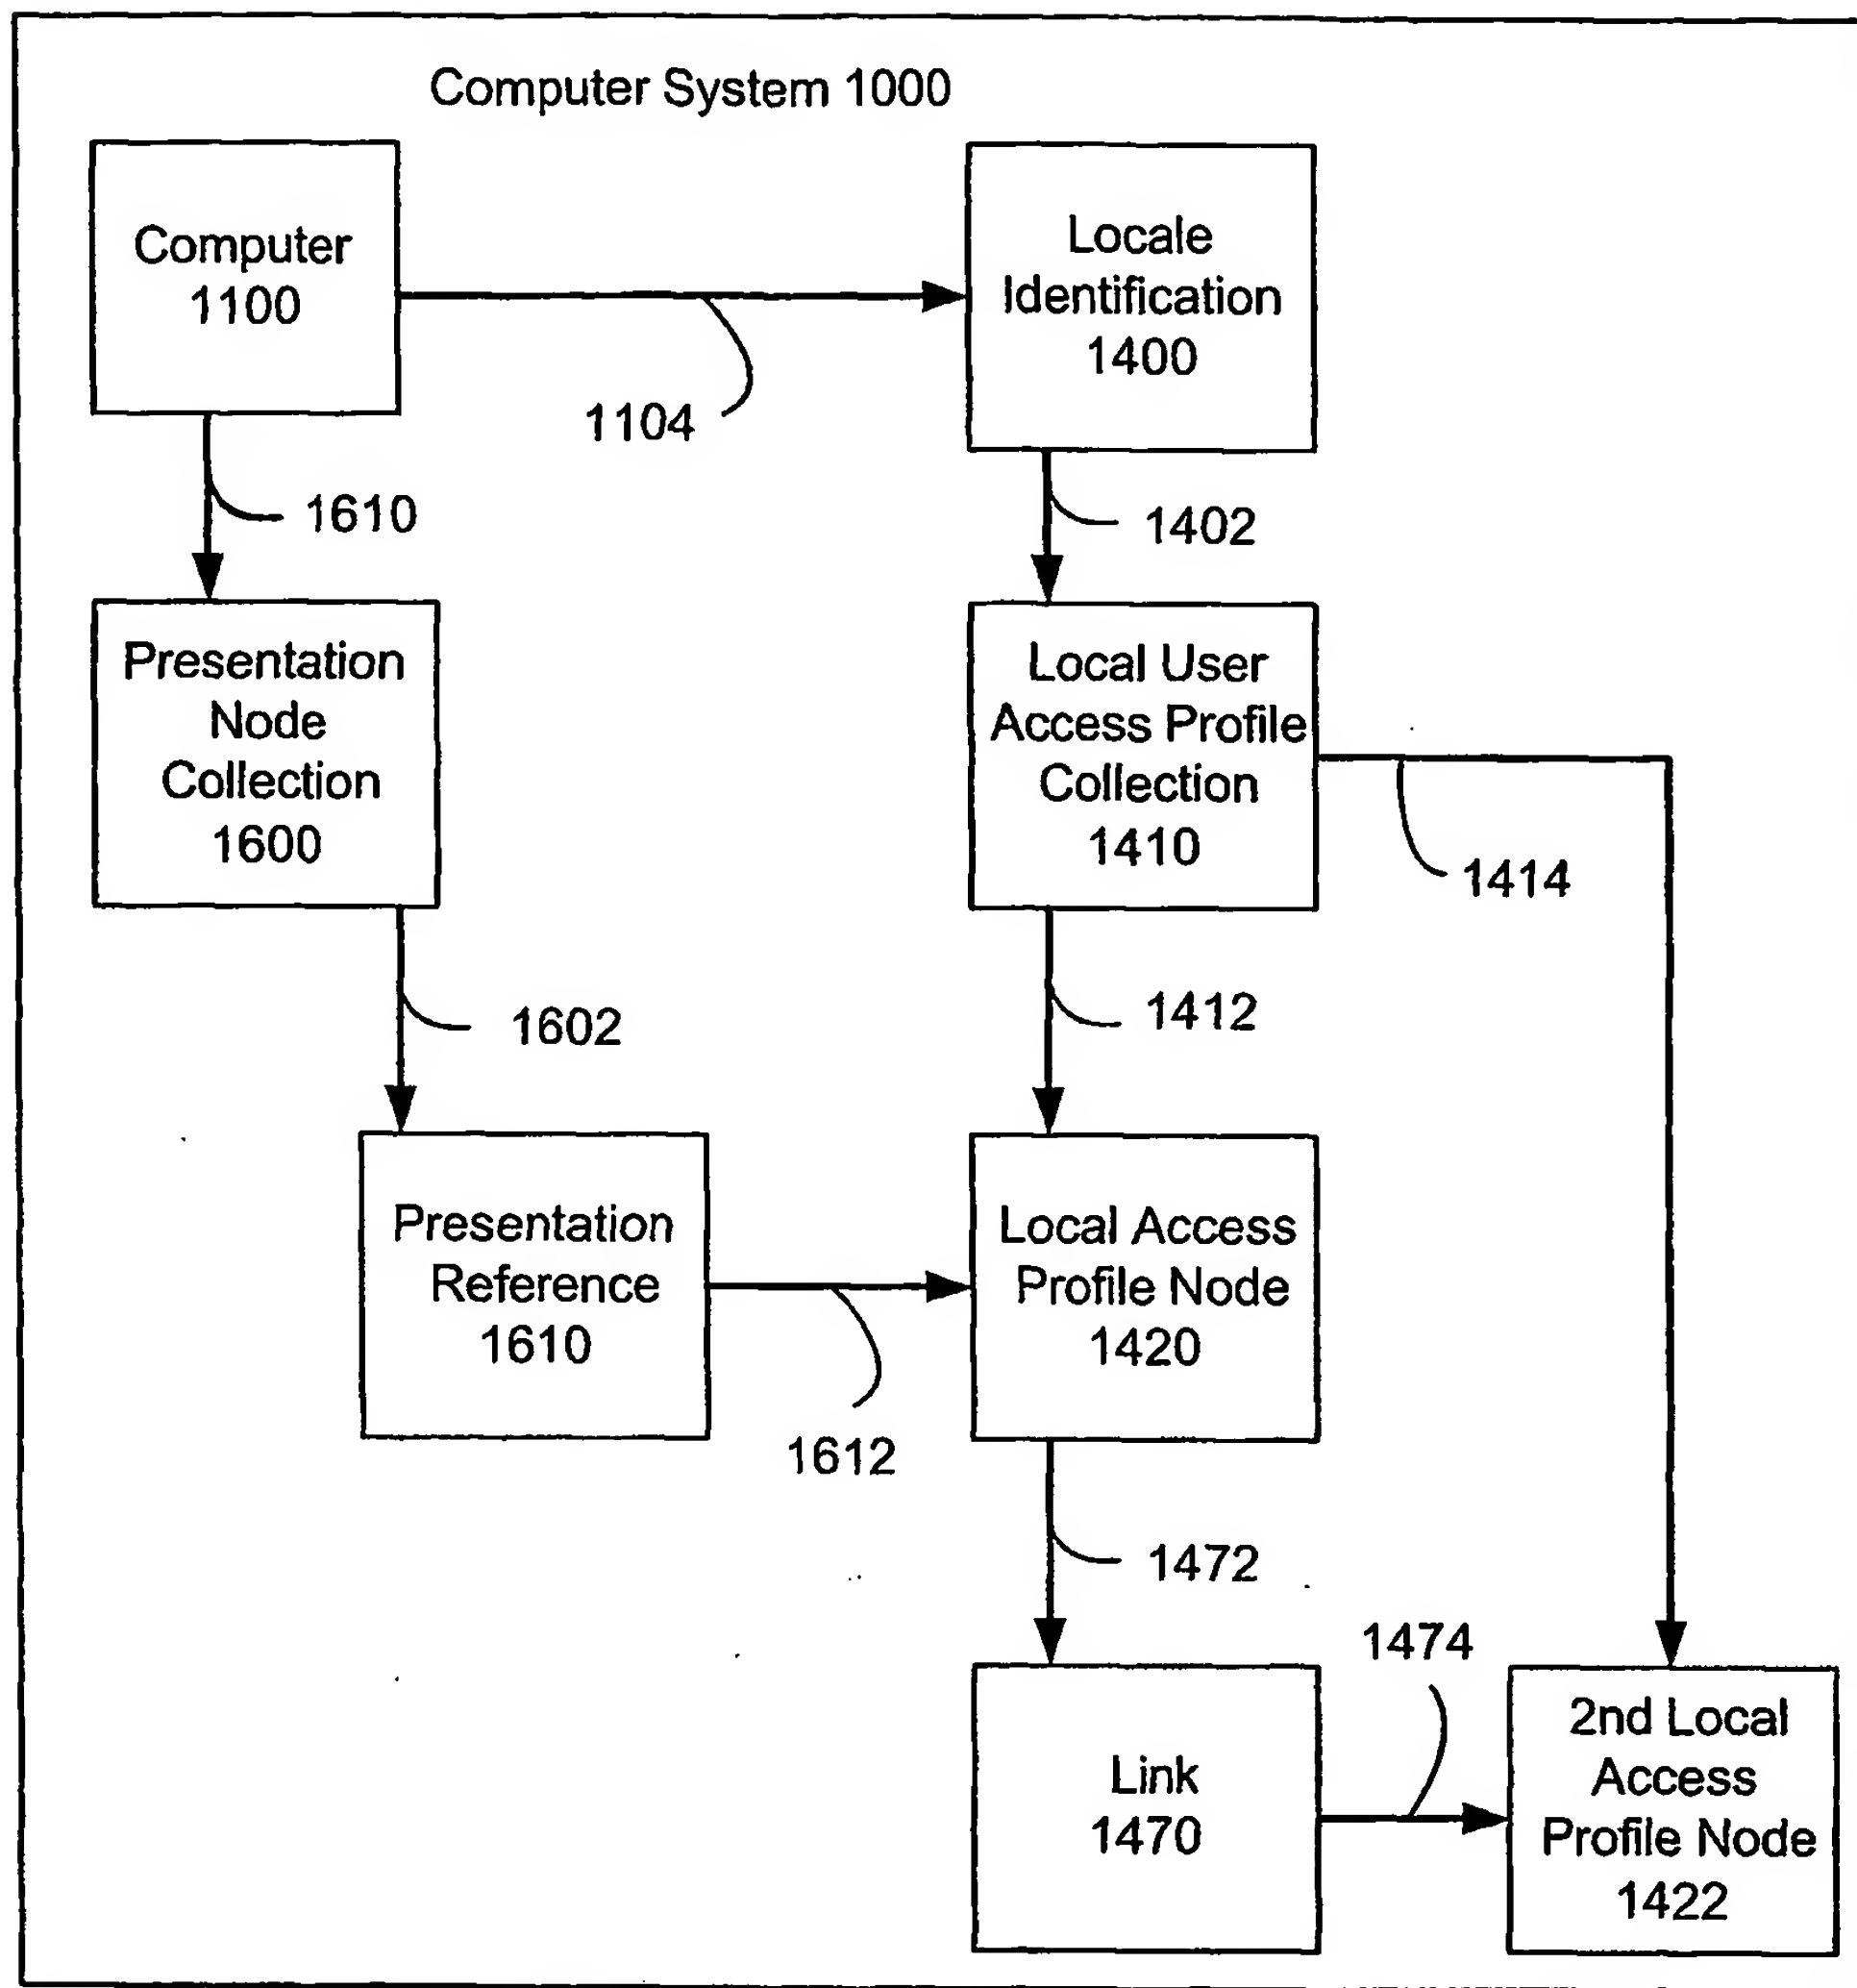 Computer System 1000
Computer
1100
Locale
Identification
1400
1104
1610
1402
Presentation
Node
Collection
1600
Local User
Access Profile
Collection
1410
1414
1602
1412
Presentation
Reference
1610
Local Access
Profile Node
1420
1612
1472
1474
Link
1470
2nd Local
Access
Profile Node
1422